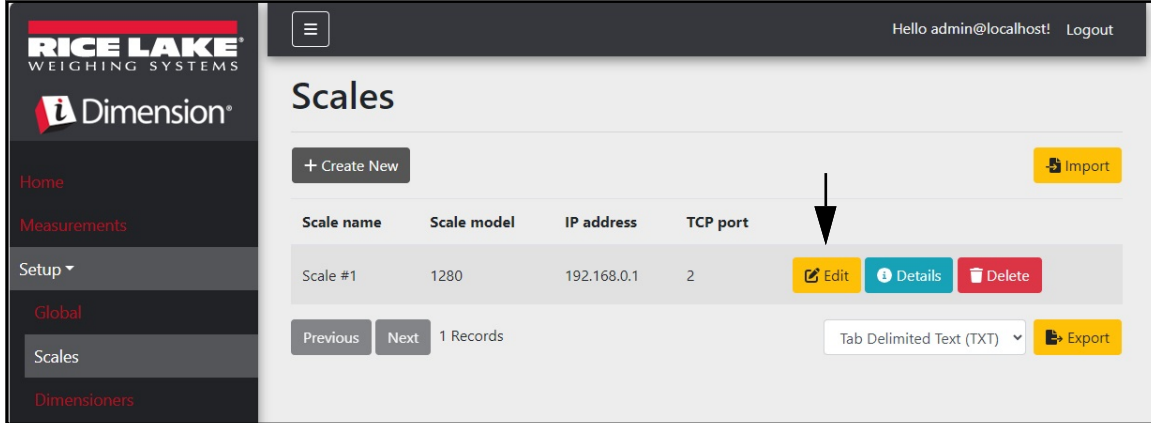 RICE LAKE®
WEIGHING SYSTEMS
i Dimension®
Home
Measurements
Setup
Global
Scales
Dimensioners
Hello admin@localhost! Logout
Scales
+ Create New
Import
Scale name Scale model IP address TCP port
Scale #1 1280 192.168.0.1 2 Edit Details Delete
Previous Next 1 Records Tab Delimited Text (TXT) Export